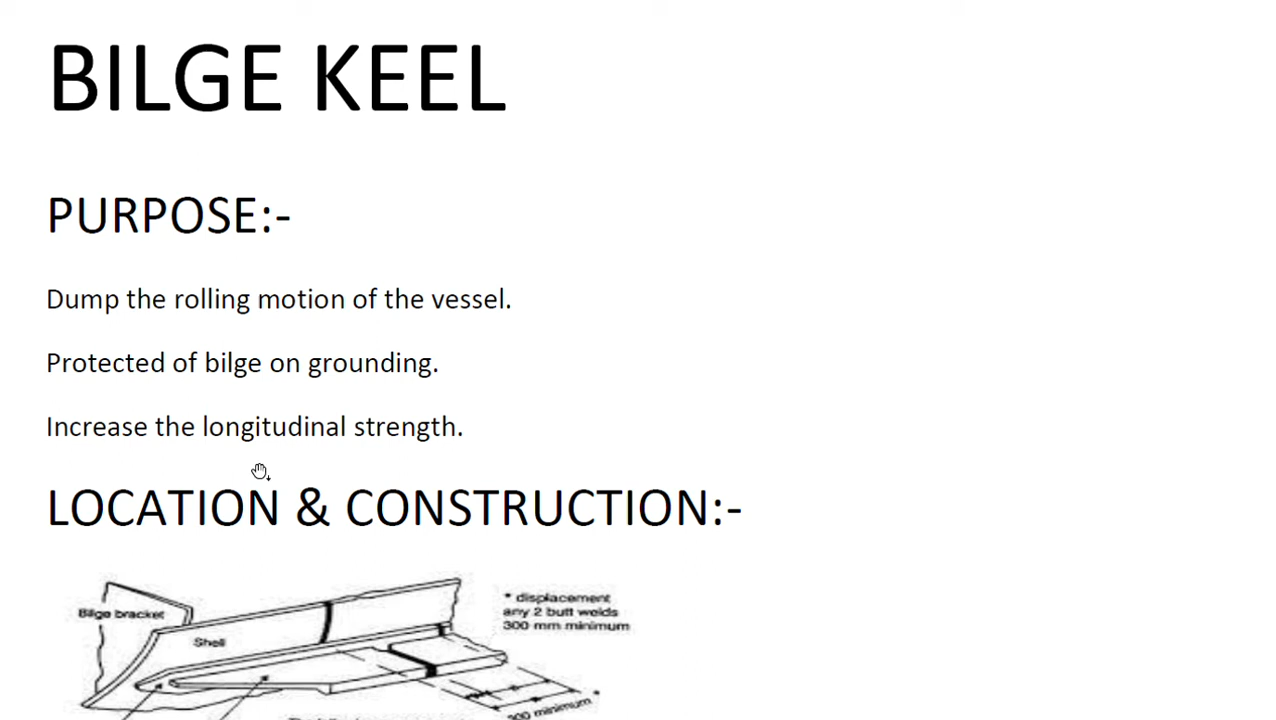 BILGE KEEL
PURPOSE:-
Dump the rolling motion of the vessel.
Protected of bilge on grounding.
Increase the longitudinal strength.
LOCATION & CONSTRUCTION:-
Bilge bracket
Shell
* displacement
any 2 butt welds
300 mm minimum
300 minimum *